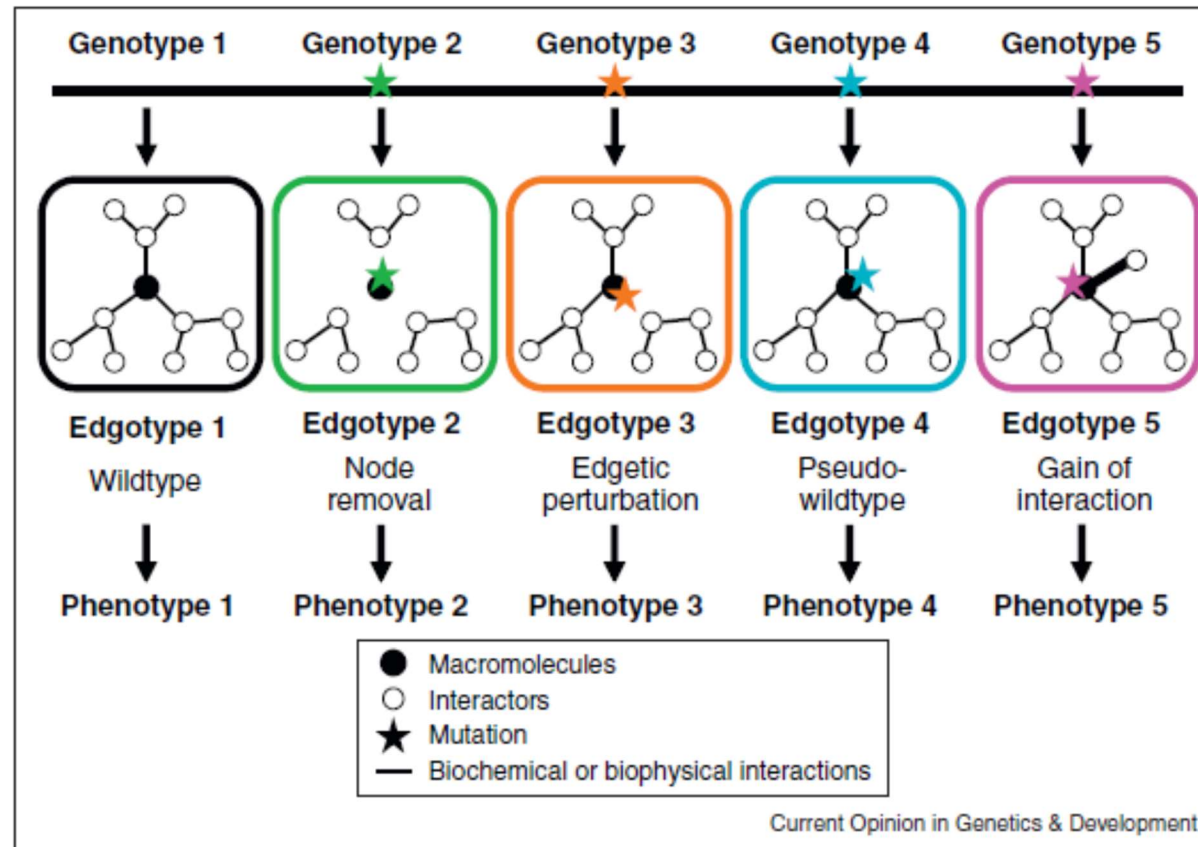 Genotype 1 Genotype 2 Genotype 3 Genotype 4 Genotype 5
Edgotype 1 Edgotype 2 Edgotype 3 Edgotype 4 Edgotype 5
Wildtype
Node
removal
Edgetic
perturbation
Pseudo-
wildtype
Gain of
interaction
Phenotype 1 Phenotype 2 Phenotype 3 Phenotype 4 Phenotype 5
Macromolecules
Interactors
Mutation
Biochemical or biophysical interactions
Current Opinion in Genetics & Development